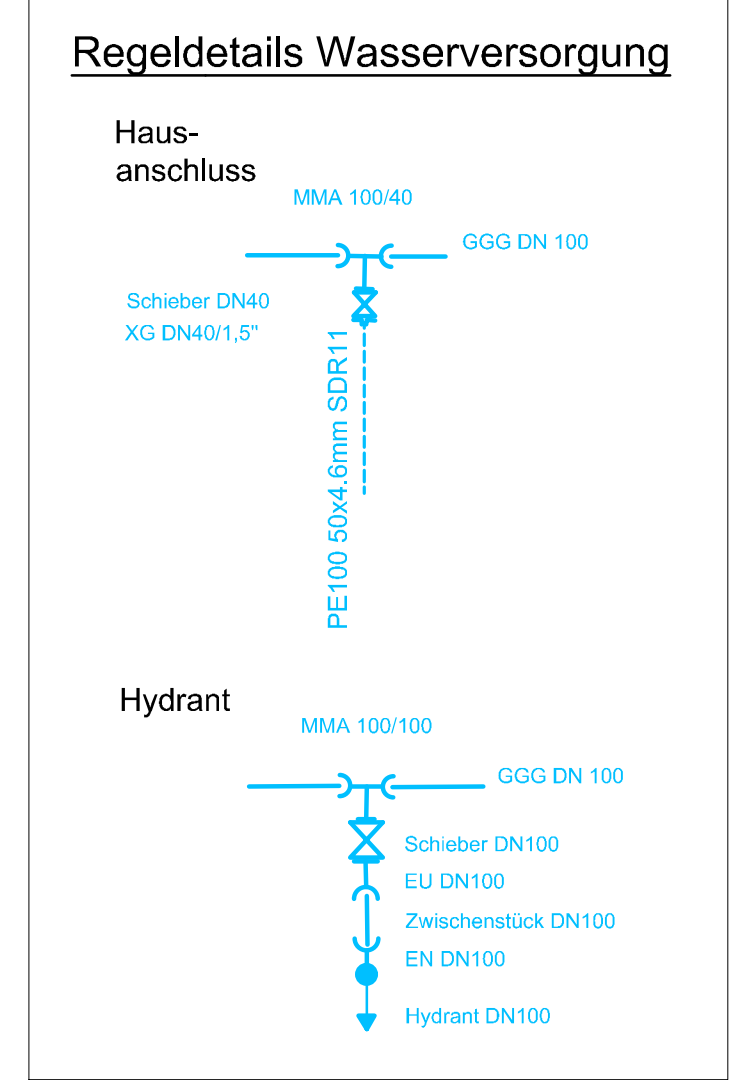 Regeldetails Wasserversorgung
Haus-
anschluss
MMA 100/40
GGG DN 100
Schieber DN40
XG DN40/1,5"
PE100 50x4.6mm SDR11
Hydrant
MMA 100/100
GGG DN 100
Schieber DN100
EU DN100
Zwischenstück DN100
EN DN100
Hydrant DN100